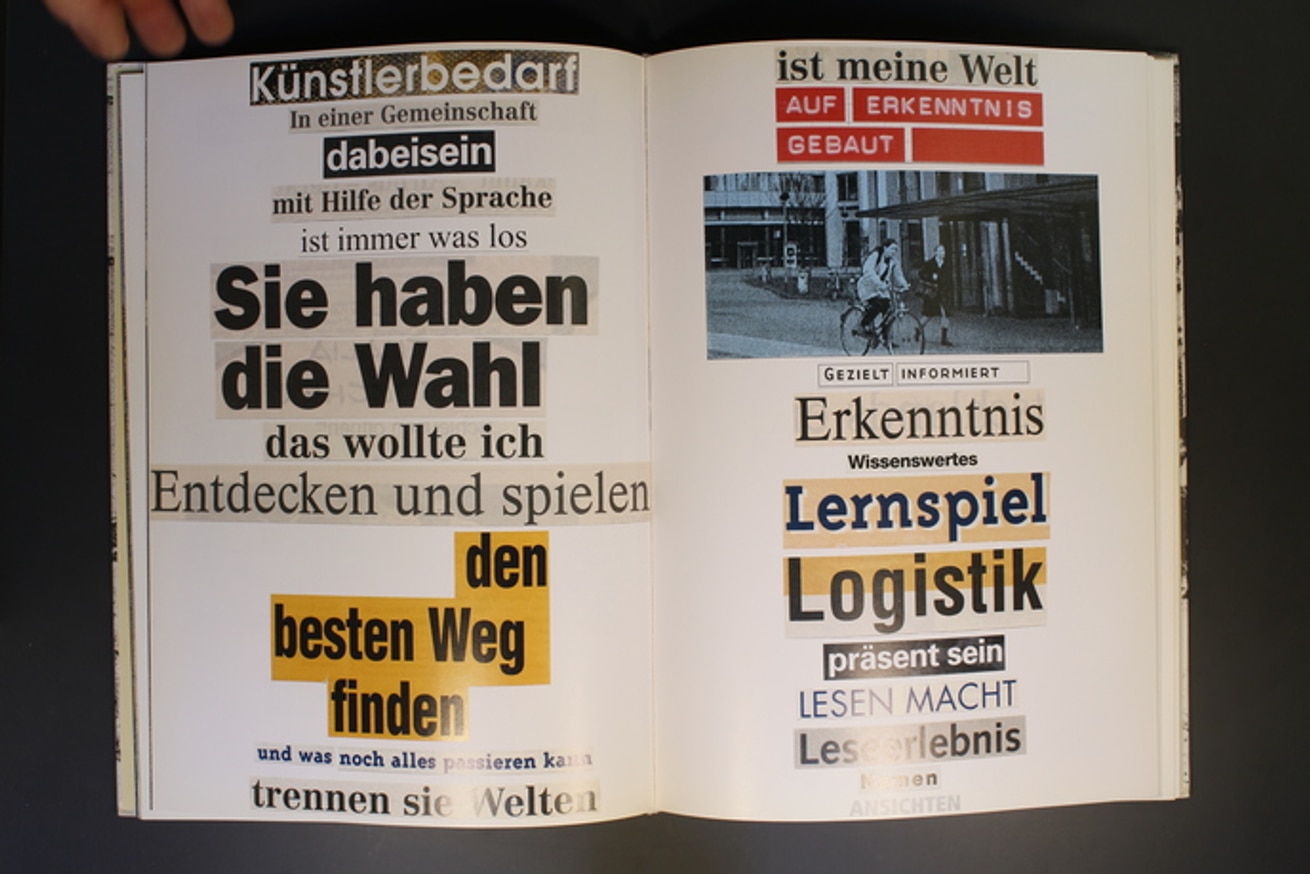 Künstlerbedarf
In einer Gemeinschaft
dabeisein
mit Hilfe der Sprache
ist immer was los
Sie haben
die Wahl
das wollte ich
Entdecken und spielen
den
besten Weg
finden
und was noch alles passieren kann
trennen sie Welten
ist meine Welt
AUF ERKENNTNIS
GEBAUT
GEZIELT INFORMIERT
Erkenntnis
Wissenswertes
Lernspiel
Logistik
präsent sein
LESEN MACHT
Leseerlebnis
ANSICHTEN